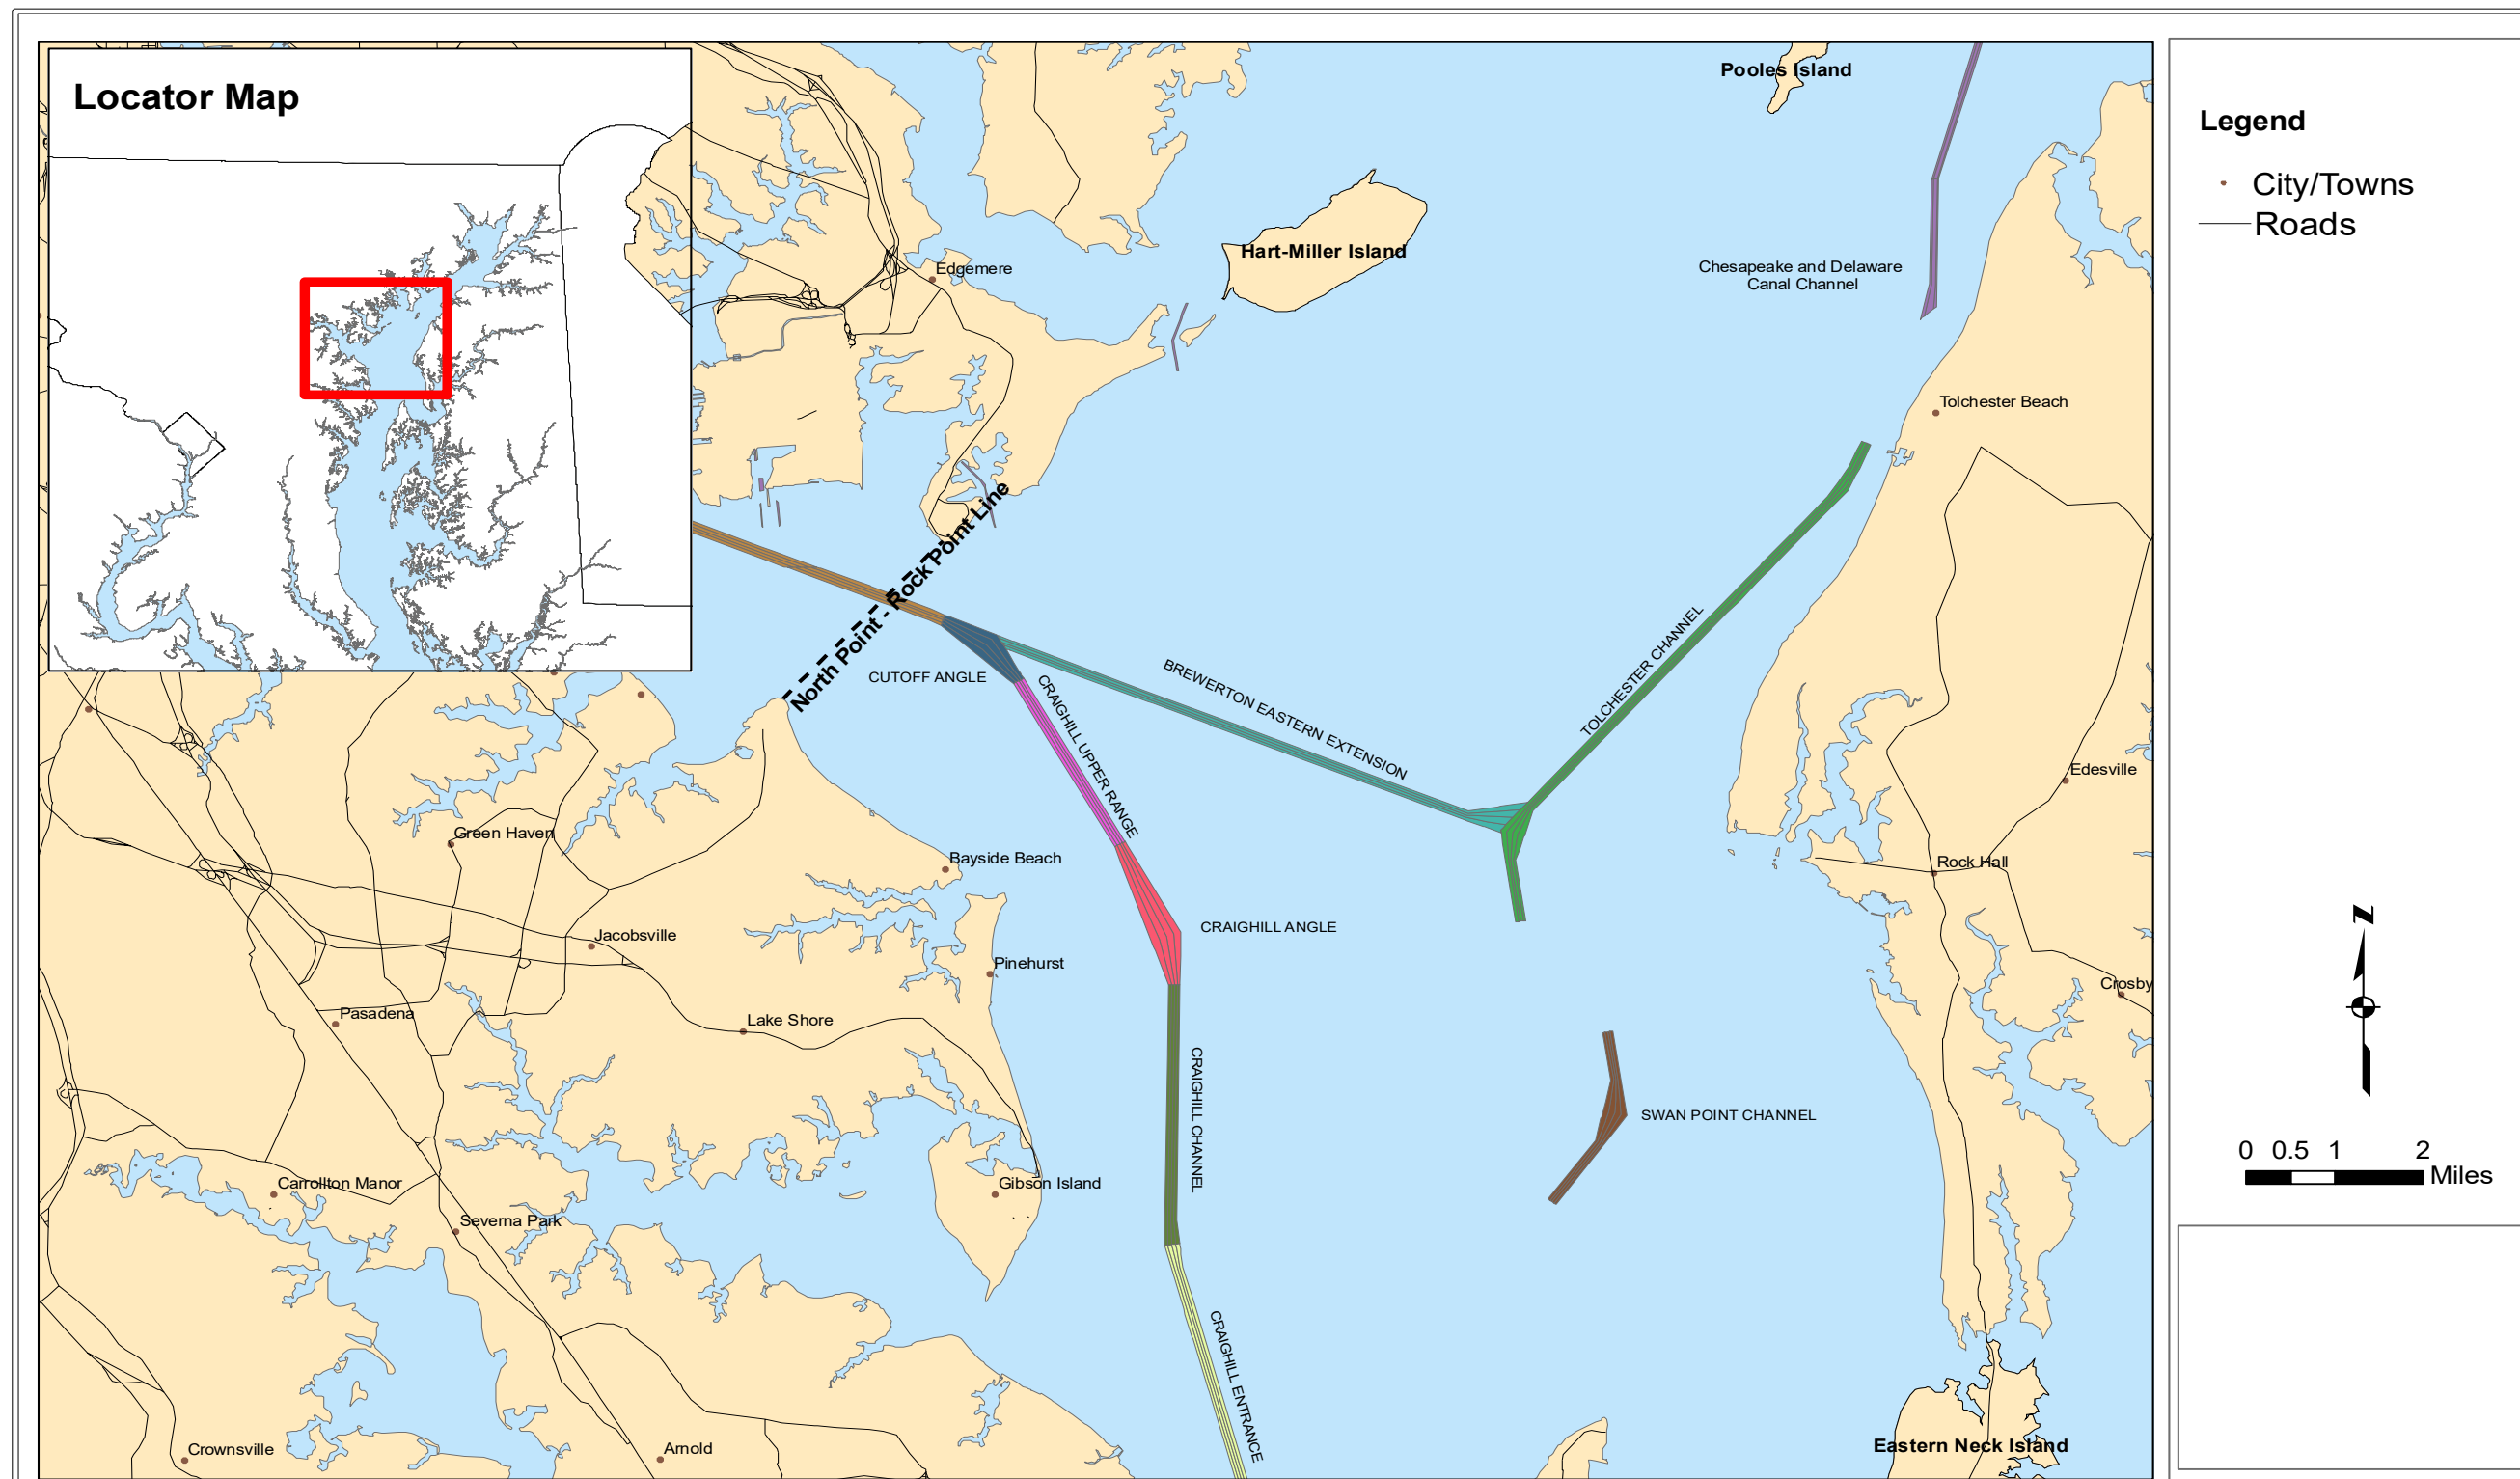 Locator Map
Pooles Island
Legend
City/Towns
Roads
Hart-Miller Island
Edgemere
Chesapeake and Delaware
Canal Channel
Tolchester Beach
North Point - Rock Point Line
CUTOFF ANGLE
CRAIGHILL UPPER RANGE
BREWERTON EASTERN EXTENSION
TOLCHESTER CHANNEL
Edesville
Green Haven
Bayside Beach
Rock Hall
Jacobsville
CRAIGHILL ANGLE
Pinehurst
Crosby
Pasadena
Lake Shore
N
CRAIGHILL CHANNEL
SWAN POINT CHANNEL
0 0.5 1 2
Miles
Carrollton Manor
Gibson Island
Severna Park
CRAIGHILL ENTRANCE
Crownsville
Arnold
Eastern Neck Island